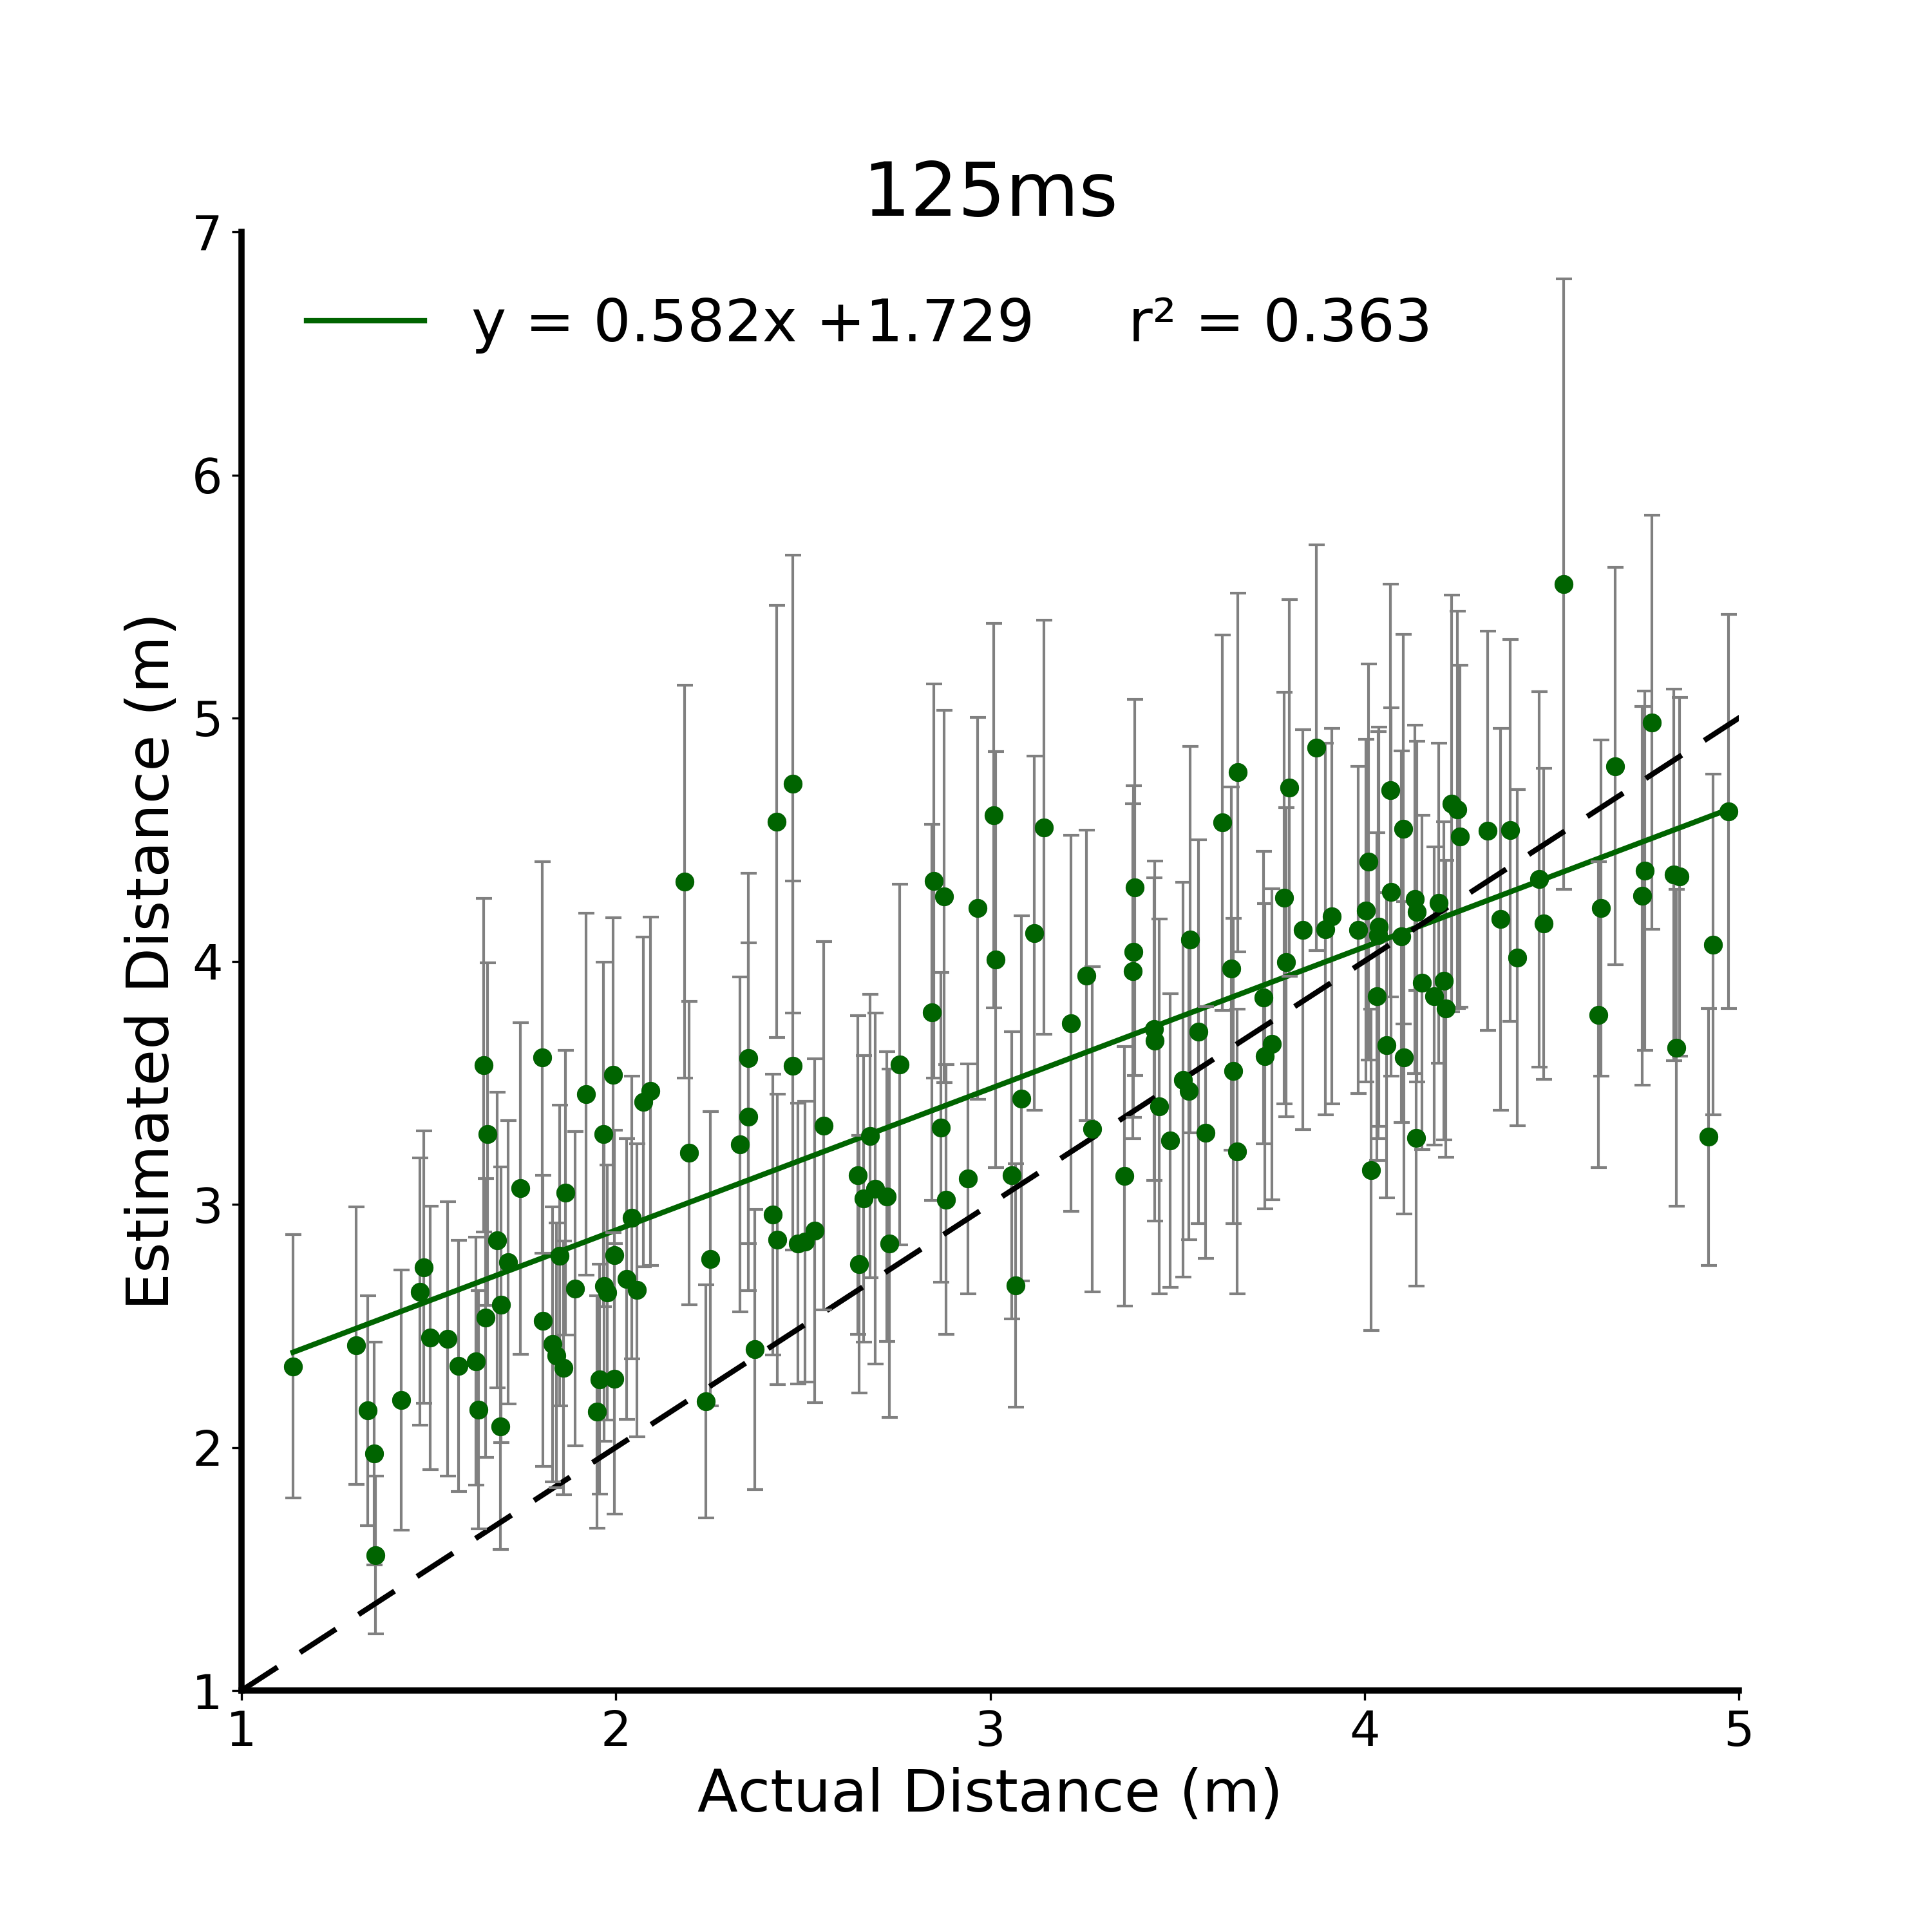 125ms
y = 0.582x +1.729 r² = 0.363
7
6
5
4
3
2
1
Estimated Distance (m)
1 2 3 4 5
Actual Distance (m)